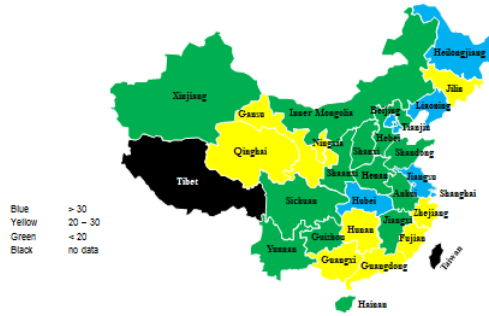 Heilongjiang
Jilin
Xinjiang
Liaoning
Gansu
Inner Mongolia
Beijing
Tianjin
Hebei
Ningxia
Shanxi
Shandong
Qinghai
Shaanxi
Henan
Jiangsu
Tibet
Anhui
Shanghai
Sichuan
Hubei
Zhejiang
Blue > 30
Yellow 20 – 30
Green < 20
Black no data
Hunan
Jiangxi
Guizhou
Fujian
Yunnan
Guangxi
Guangdong
Taiwan
Hainan